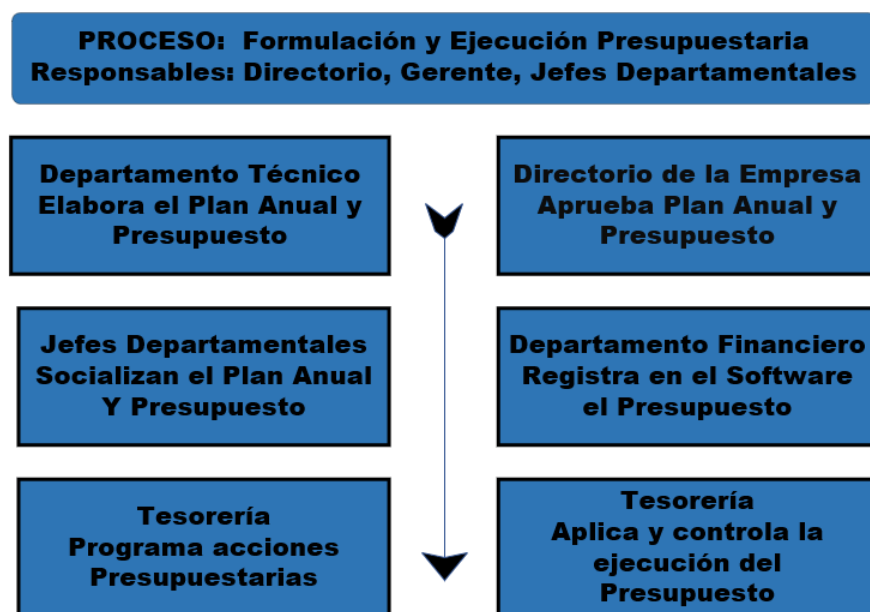 PROCESO: Formulación y Ejecución Presupuestaria
Responsables: Directorio, Gerente, Jefes Departamentales
Departamento Técnico
Elabora el Plan Anual y
Presupuesto
Directorio de la Empresa
Aprueba Plan Anual y
Presupuesto
Jefes Departamentales
Socializan el Plan Anual
Y Presupuesto
Departamento Financiero
Registra en el Software
el Presupuesto
Tesorería
Programa acciones
Presupuestarias
Tesorería
Aplica y controla la
ejecución del
Presupuesto